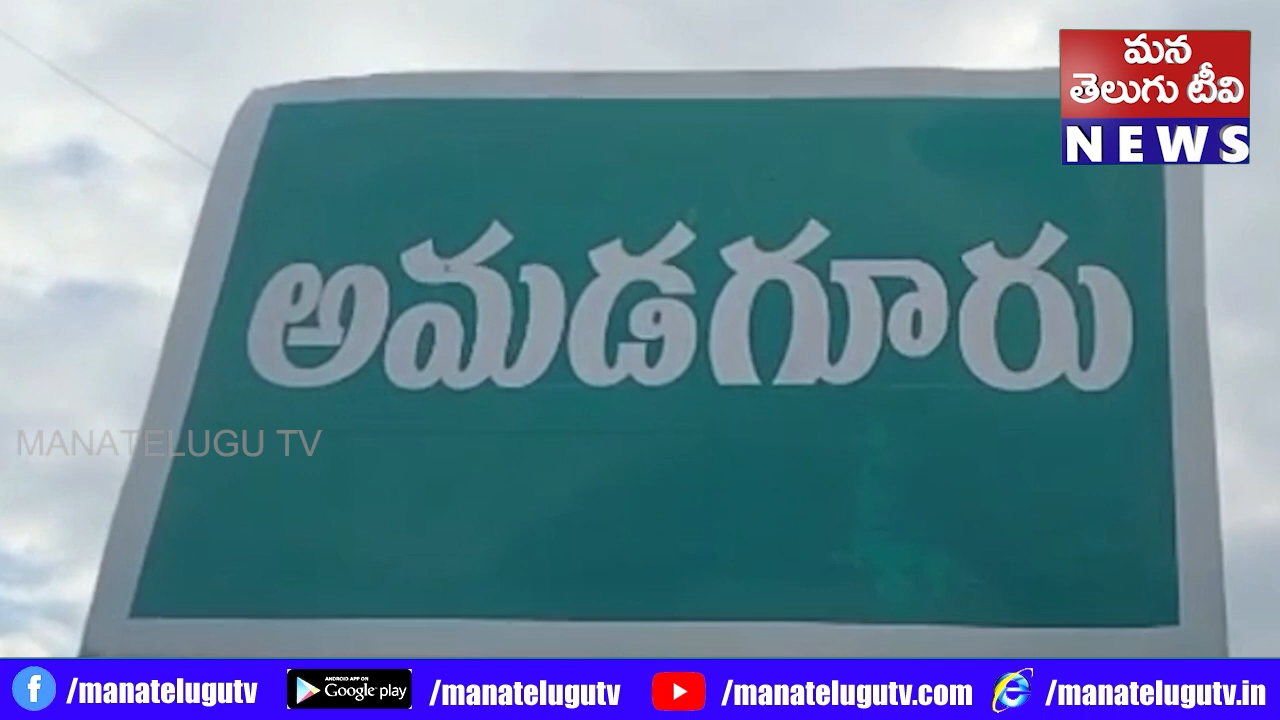 మన
తెలుగు టీవి
NEWS
అమడగూరు
MANATELUGU TV
/manatelugutv
ANDROID APP ON
Google play
/manatelugutv
/manatelugutv.com
/manatelugutv.in